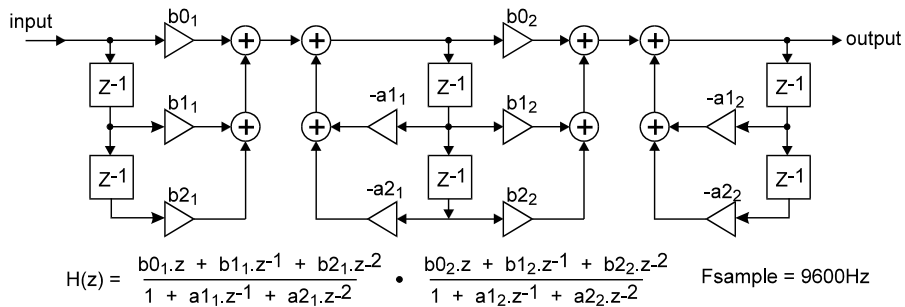 input
b0₁
b0₂
output
z-1
z-1
z-1
b1₁
-a1₁
b1₂
-a1₂
z-1
z-1
z-1
b2₁
-a2₁
b2₂
-a2₂
H(z) = b0₁.z + b1₁.z-1 + b2₁.z-2 • b0₂.z + b1₂.z-1 + b2₂.z-2 Fsample = 9600Hz
1 + a1₁.z-1 + a2₁.z-2 1 + a1₂.z-1 + a2₂.z-2